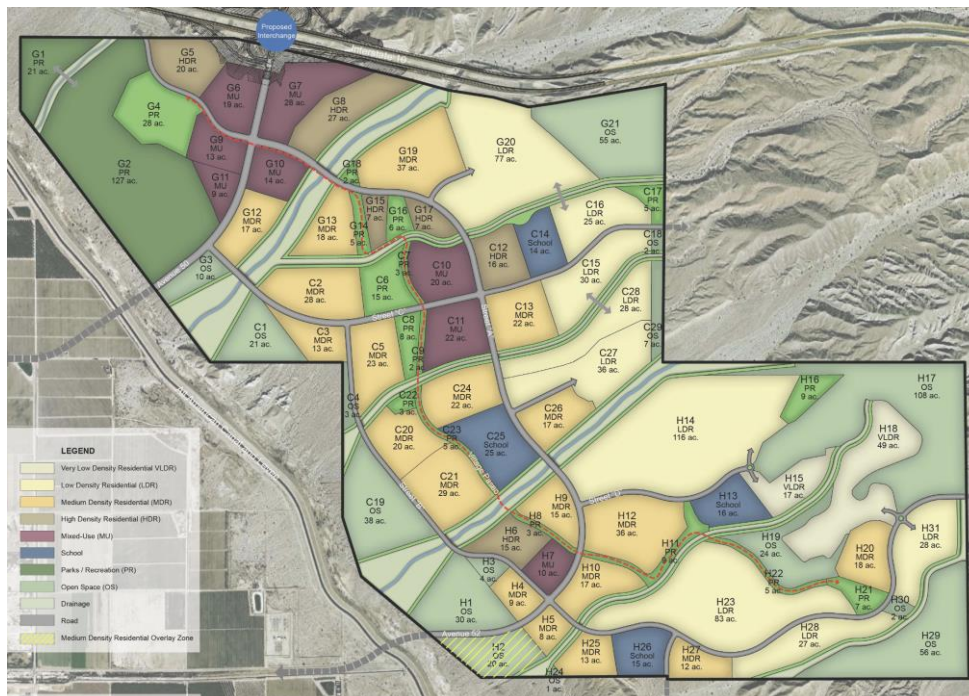 Proposed
Interchange
Interstate 10
G1
PR
21 ac.
G5
HDR
20 ac.
G6
MU
19 ac.
G7
MU
28 ac.
G8
HDR
27 ac.
G4
PR
28 ac.
G2
PR
127 ac.
G9
MU
13 ac.
G10
MU
14 ac.
G11
MU
9 ac.
G18
PR
2 ac.
G19
MDR
37 ac.
G20
LDR
77 ac.
G21
OS
55 ac.
G12
MDR
17 ac.
G13
MDR
18 ac.
G14
PR
5 ac.
G15
HDR
7 ac.
G16
PR
6 ac.
G17
HDR
7 ac.
C17
PR
5 ac.
C16
LDR
25 ac.
C18
OS
2 ac.
C14
School
14 ac.
C12
HDR
16 ac.
C7
PR
3 ac.
C10
MU
20 ac.
C15
LDR
30 ac.
G3
OS
10 ac.
Avenue 50
C2
MDR
28 ac.
C6
PR
15 ac.
C28
LDR
28 ac.
C13
MDR
22 ac.
C1
OS
21 ac.
C3
MDR
13 ac.
Street "C"
C8
PR
8 ac.
C11
MU
22 ac.
C29
OS
7 ac.
C5
MDR
23 ac.
C9
PR
2 ac.
C27
LDR
36 ac.
C4
OS
3 ac.
C22
PR
3 ac.
C24
MDR
22 ac.
C26
MDR
17 ac.
H16
PR
9 ac.
H17
OS
108 ac.
H14
LDR
116 ac.
H18
VLDR
49 ac.
C20
MDR
20 ac.
C23
PR
5 ac.
C25
School
25 ac.
C21
MDR
29 ac.
Village Paseo
H15
VLDR
17 ac.
Street "D"
H13
School
16 ac.
C19
OS
38 ac.
H9
MDR
15 ac.
H8
PR
3 ac.
H12
MDR
36 ac.
H19
OS
24 ac.
H31
LDR
28 ac.
H6
HDR
15 ac.
H11
PR
H20
MDR
18 ac.
H7
MU
10 ac.
H10
MDR
17 ac.
H22
PR
5 ac.
H21
PR
7 ac.
H3
OS
4 ac.
H4
MDR
9 ac.
H1
OS
30 ac.
H23
LDR
83 ac.
H30
OS
2 ac.
H5
MDR
8 ac.
Avenue 52
H28
LDR
27 ac.
H29
OS
56 ac.
H2
OS
20 ac.
H25
MDR
13 ac.
H26
School
15 ac.
H27
MDR
12 ac.
H24
OS
1 ac.
LEGEND
Very Low Density Residential VLDR)
Low Density Residential (LDR)
Medium Density Residential (MDR)
High Density Residential (HDR)
Mixed-Use (MU)
School
Parks / Recreation (PR)
Open Space (OS)
Drainage
Road
Medium Density Residential Overlay Zone